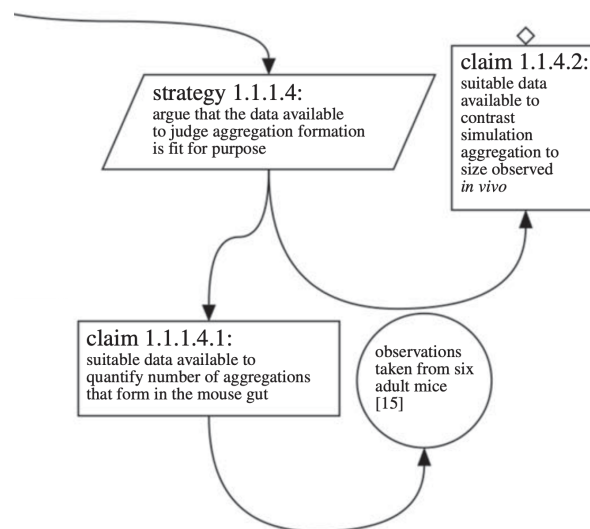 strategy 1.1.1.4:
argue that the data available
to judge aggregation formation
is fit for purpose
claim 1.1.4.2:
suitable data
available to
contrast
simulation
aggregation to
size observed
in vivo
claim 1.1.1.4.1:
suitable data available to
quantify number of aggregations
that form in the mouse gut
observations
taken from six
adult mice
[15]